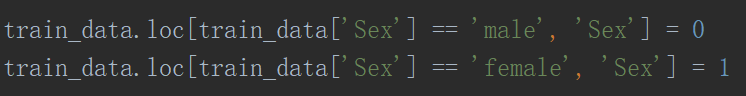 train_data.loc[train_data['Sex'] == 'male', 'Sex'] = 0
train_data.loc[train_data['Sex'] == 'female', 'Sex'] = 1